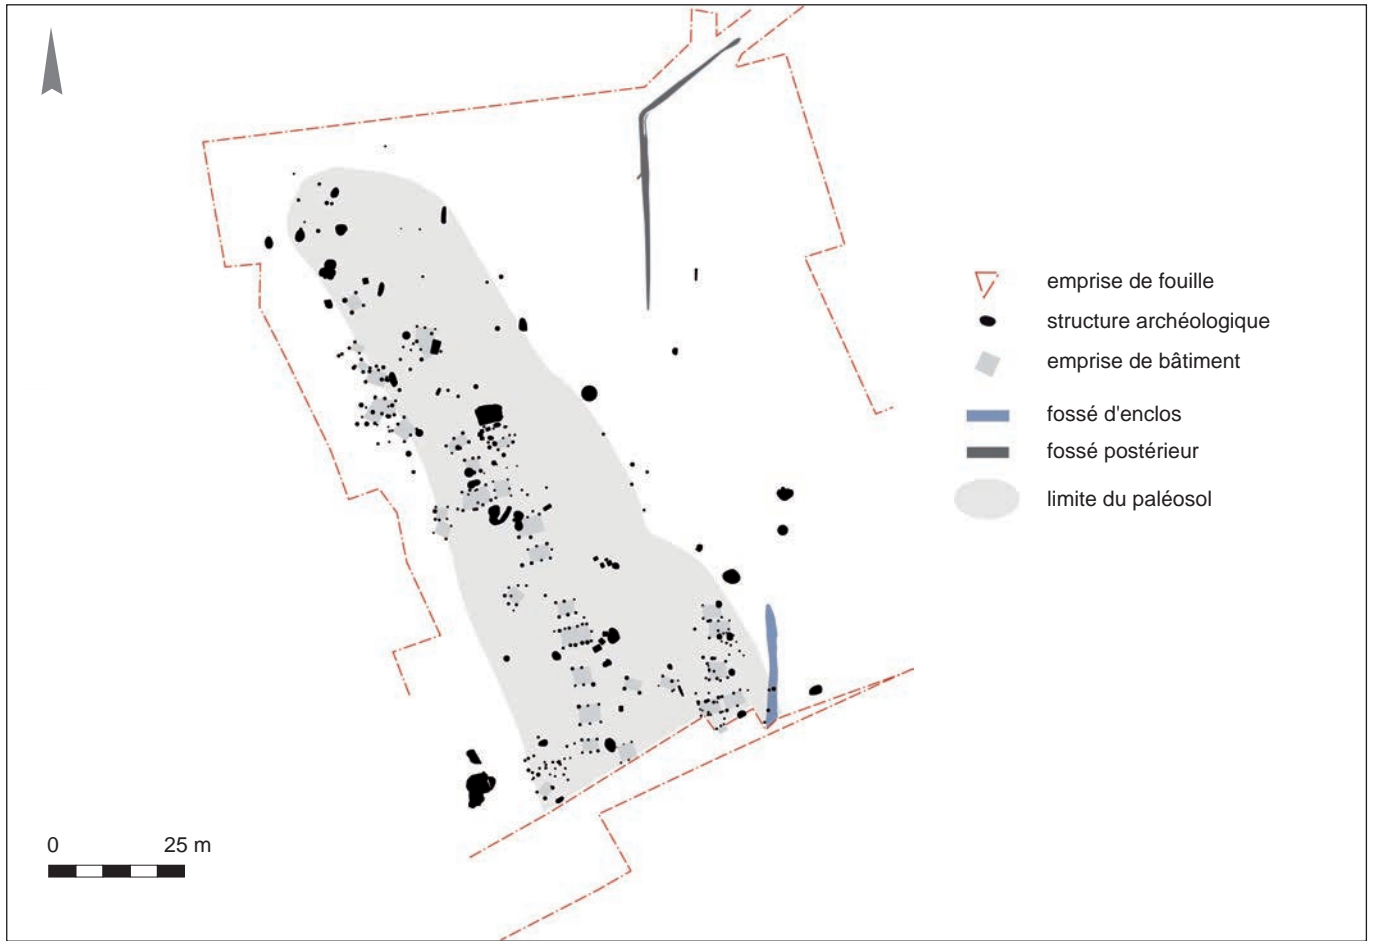 emprise de fouille
structure archéologique
emprise de bâtiment
fossé d'enclos
fossé postérieur
limite du paléosol
0 25 m